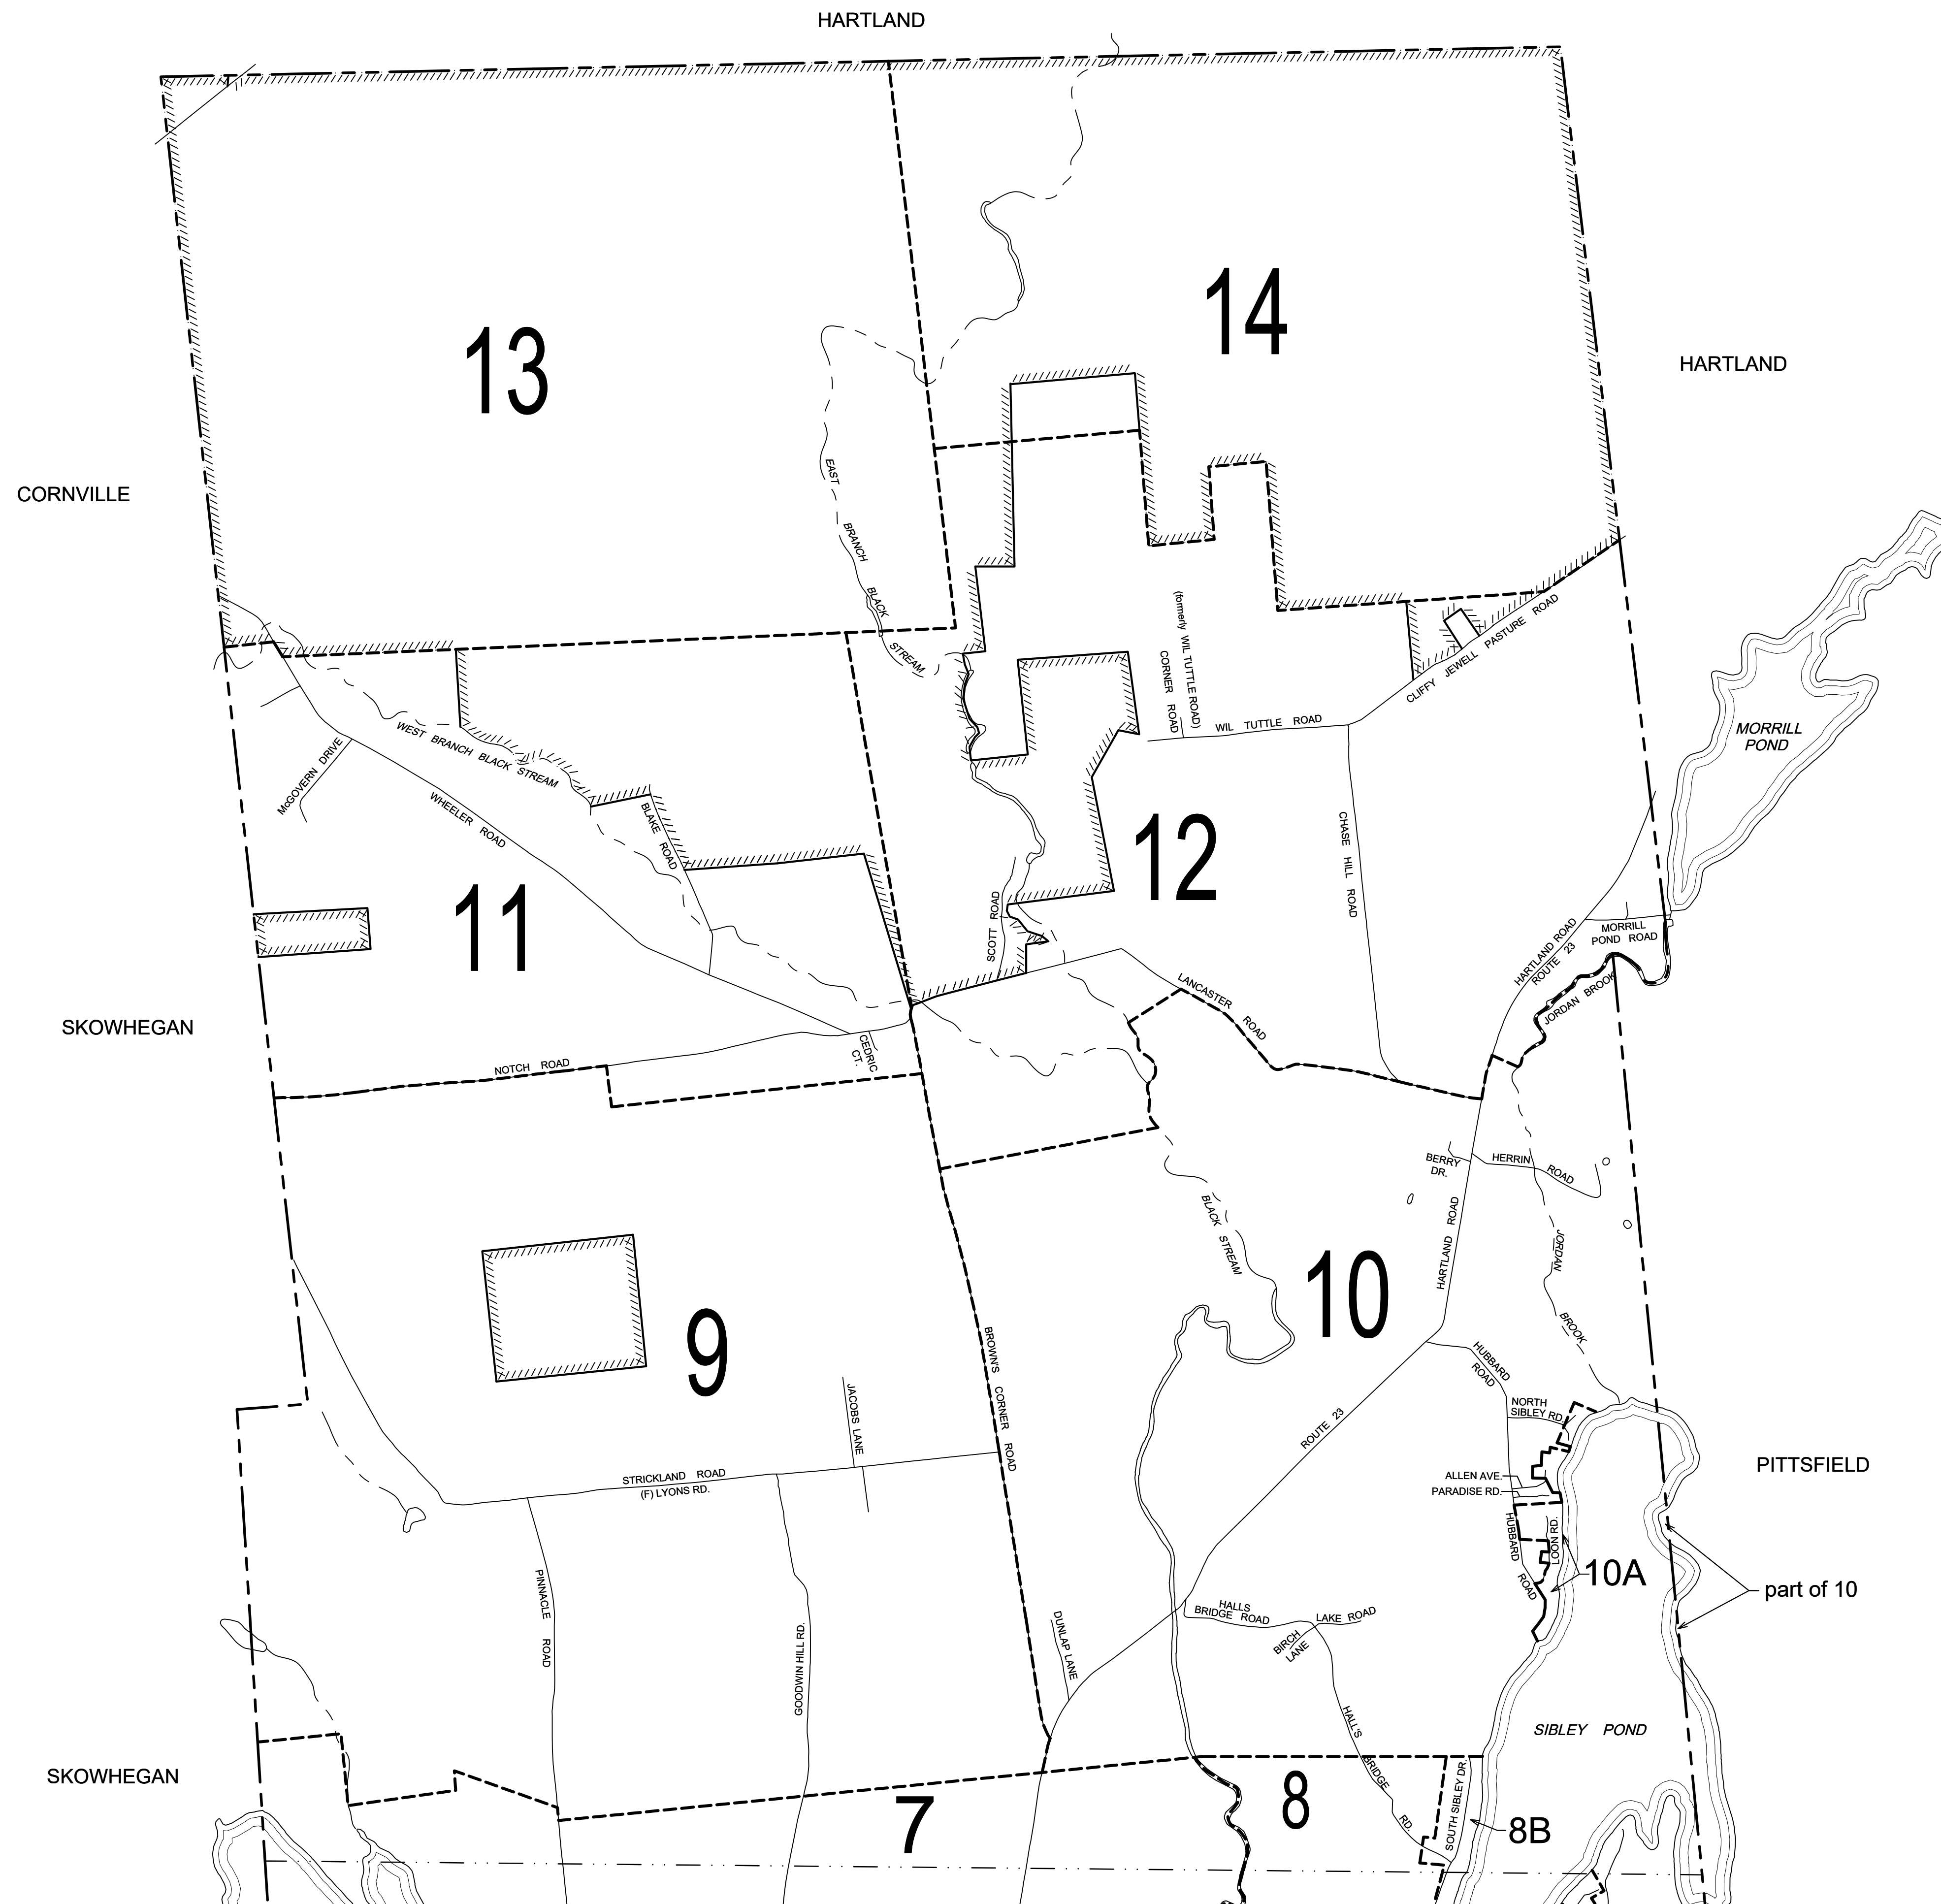 HARTLAND
14
13
HARTLAND
CORNVILLE
EAST BRANCH BLACK STREAM
(formerly WIL TUTTLE ROAD)
CORNER ROAD
CLIFFY JEWELL PASTURE ROAD
WIL TUTTLE ROAD
MORRILL
POND
WEST BRANCH BLACK STREAM
McGOVERN DRIVE
WHEELER ROAD
BLAKE ROAD
12
CHASE HILL ROAD
11
SCOTT ROAD
HARTLAND ROAD
ROUTE 23
MORRILL
POND ROAD
JORDAN BROOK
LANCASTER ROAD
SKOWHEGAN
CEDRIC
CT.
NOTCH ROAD
BERRY
DR.
HERRIN ROAD
BLACK STREAM
HARTLAND ROAD
JORDAN BROOK
10
9
BROWN'S CORNER ROAD
HUBBARD
ROAD
JACOBS LANE
NORTH
SIBLEY RD.
ROUTE 23
STRICKLAND ROAD
(F) LYONS RD.
ALLEN AVE.
PARADISE RD.
PITTSFIELD
HUBBARD ROAD
LOON RD.
10A
part of 10
PINNACLE ROAD
GOODWIN HILL RD.
DUNLAP LANE
HALLS
BRIDGE ROAD
LAKE ROAD
BIRCH
LANE
HALL'S BRIDGE RD.
SIBLEY POND
SKOWHEGAN
SOUTH SIBLEY DR.
7
8
8B